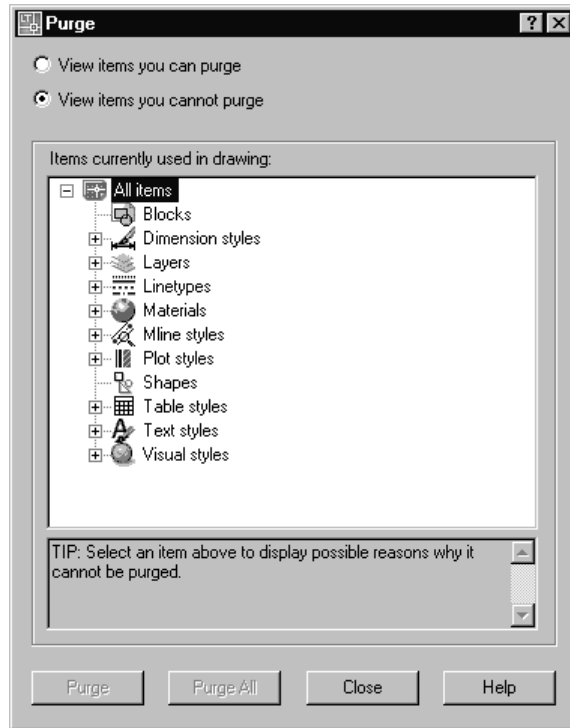 LT
Purge
View items you can purge
View items you cannot purge
Items currently used in drawing:
All items
Blocks
Dimension styles
Layers
Linetypes
Materials
Mline styles
Plot styles
Shapes
Table styles
Text styles
Visual styles
TIP: Select an item above to display possible reasons why it
cannot be purged.
Purge Purge All Close Help